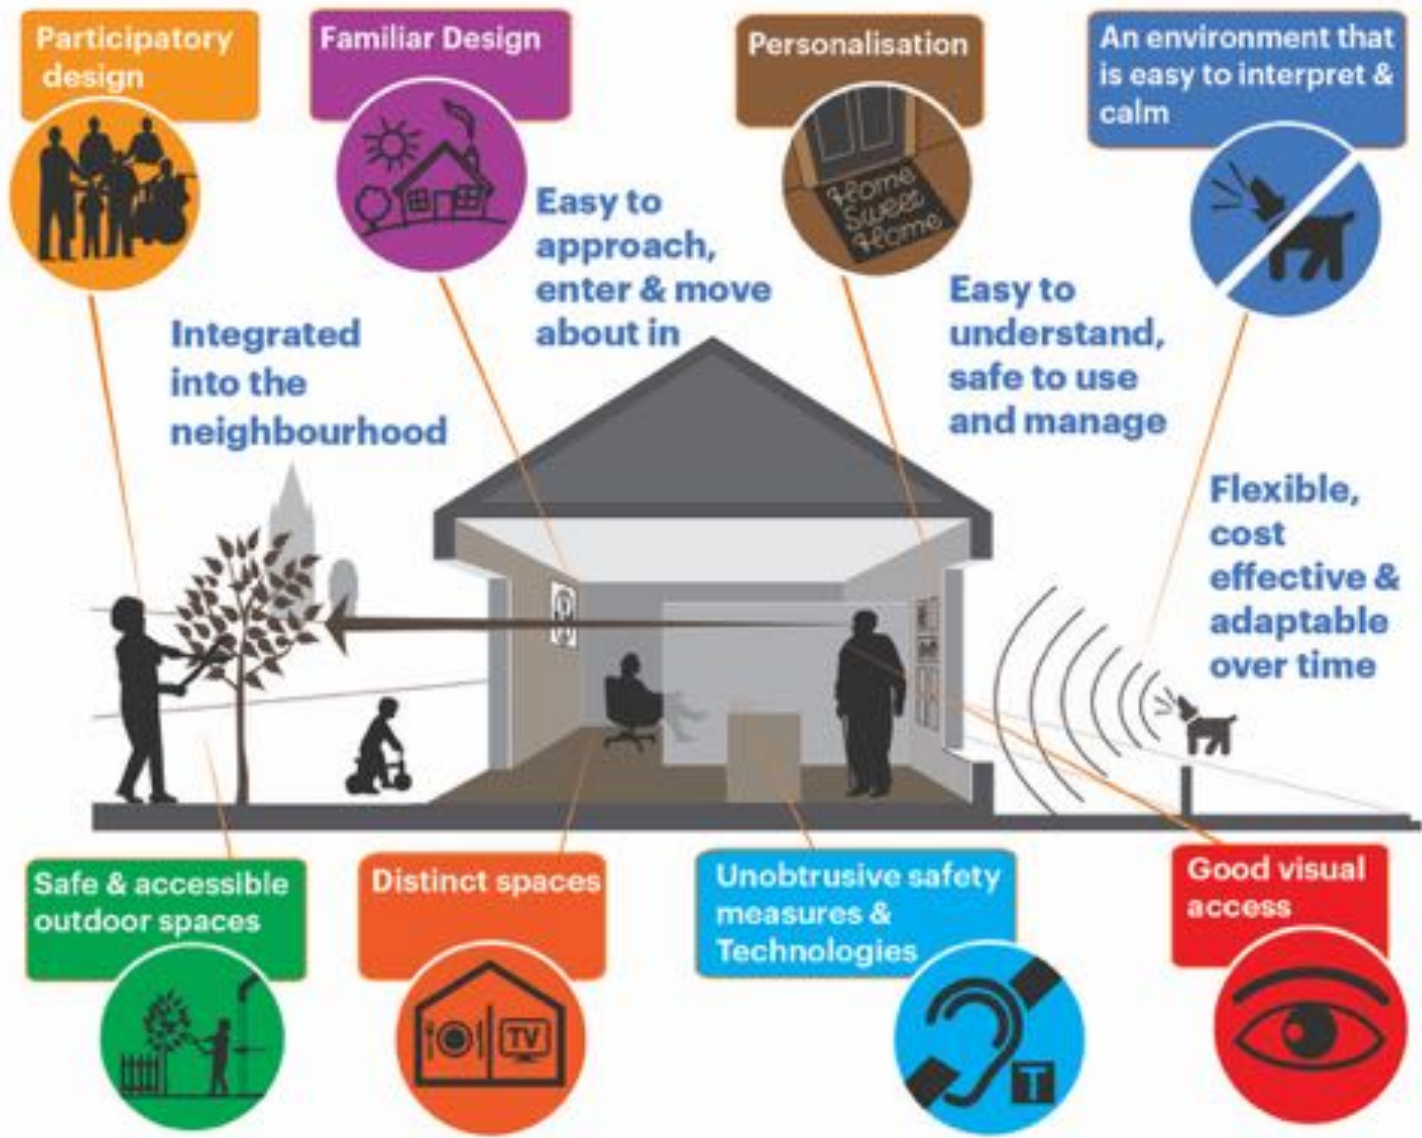 Participatory
design
Familiar Design
Personalisation
An environment that
is easy to interpret &
calm
Home
Sweet
Home
Easy to
approach,
enter & move
about in
Easy to
understand,
safe to use
and manage
Integrated
into the
neighbourhood
Flexible,
cost
effective &
adaptable
over time
Safe & accessible
outdoor spaces
Distinct spaces
TV
Unobtrusive safety
measures &
Technologies
T
Good visual
access